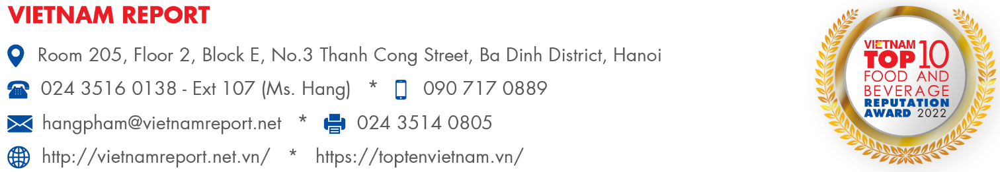 VIETNAM REPORT
Room 205, Floor 2, Block E, No.3 Thanh Cong Street, Ba Dinh District, Hanoi
024 3516 0138 - Ext 107 (Ms. Hang) * 090 717 0889
hangpham@vietnamreport.net * 024 3514 0805
http://vietnamreport.net.vn/ * https://toptenvietnam.vn/
VIETNAM
TOP 10
FOOD AND
BEVERAGE
REPUTATION
AWARD 2022